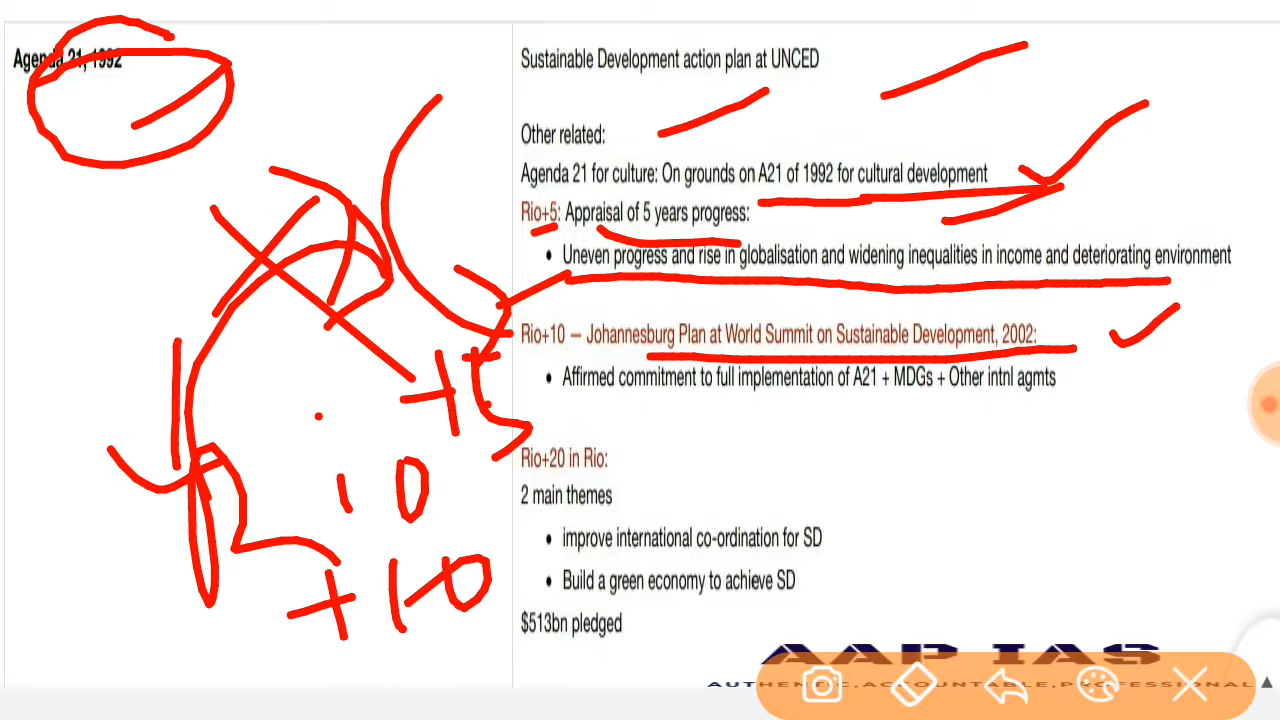 Agenda 21, 1992
Sustainable Development action plan at UNCED
Other related:
Agenda 21 for culture: On grounds on A21 of 1992 for cultural development
Rio+5: Appraisal of 5 years progress:
• Uneven progress and rise in globalisation and widening inequalities in income and deteriorating environment
Rio+10 — Johannesburg Plan at World Summit on Sustainable Development, 2002:
• Affirmed commitment to full implementation of A21 + MDGs + Other intnl agmts
Rio+20 in Rio:
2 main themes
• improve international co-ordination for SD
• Build a green economy to achieve SD
$513bn pledged
+5
10
+10
AAP IAS
AUTHENTIC,ACCOUNTABLE,PROFESSIONAL